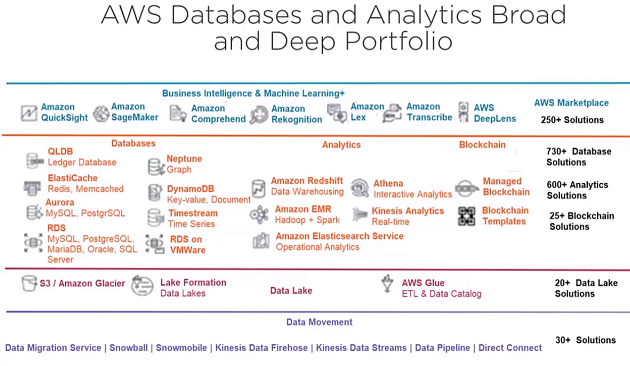 AWS Databases and Analytics Broad
and Deep Portfolio
Business Intelligence & Machine Learning+
Amazon
QuickSight
Amazon
SageMaker
Amazon
Comprehend
Amazon
Rekognition
Amazon
Lex
Amazon
Transcribe
AWS
DeepLens
AWS Marketplace
250+ Solutions
Databases
QLDB
Ledger Database
ElastiCache
Redis, Memcached
Aurora
MySQL, PostgrSQL
RDS
MySQL, PostgreSQL,
MariaDB, Oracle, SQL
Server
Neptune
Graph
DynamoDB
Key-value, Document
Timestream
Time Series
RDS on
VMWare
Analytics
Amazon Redshift
Data Warehousing
Amazon EMR
Hadoop + Spark
Amazon Elasticsearch Service
Operational Analytics
Athena
Interactive Analytics
Kinesis Analytics
Real-time
Blockchain
Managed
Blockchain
Blockchain
Templates
730+ Database
Solutions
600+ Analytics
Solutions
25+ Blockchain
Solutions
S3 / Amazon Glacier
Lake Formation
Data Lakes
Data Lake
AWS Glue
ETL & Data Catalog
20+ Data Lake
Solutions
Data Movement
Data Migration Service | Snowball | Snowmobile | Kinesis Data Firehose | Kinesis Data Streams | Data Pipeline | Direct Connect
30+ Solutions